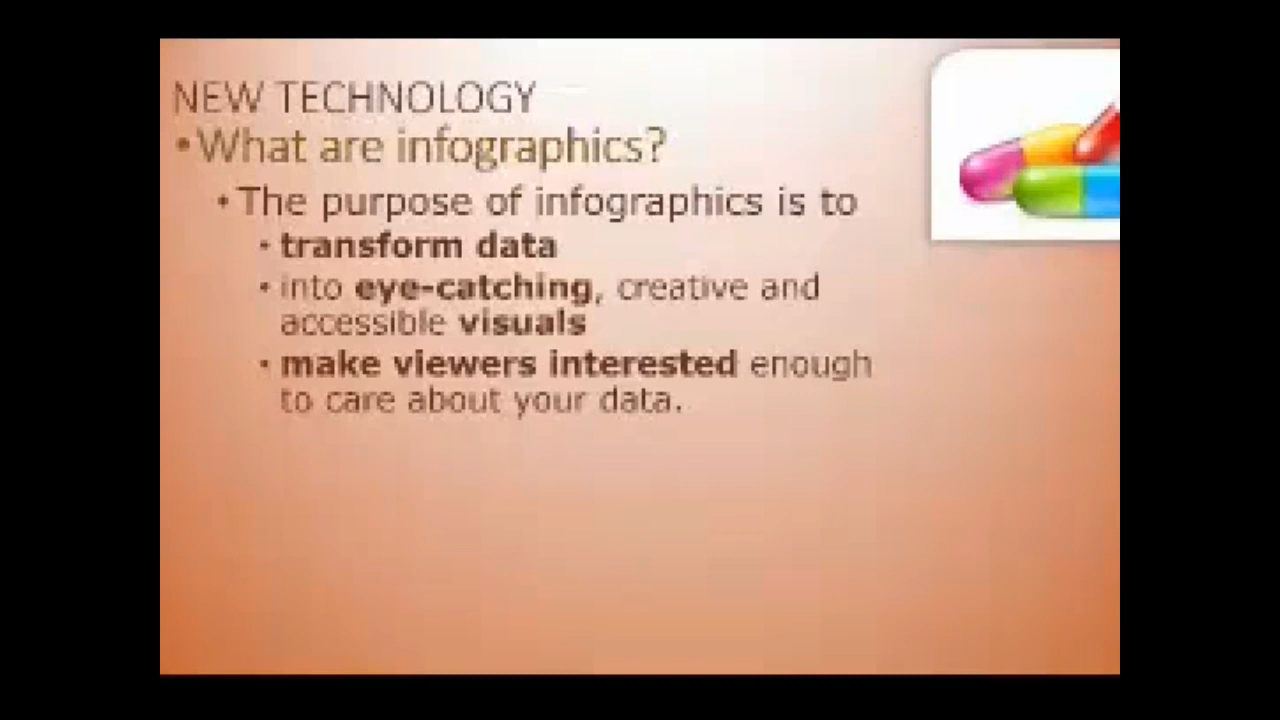 NEW TECHNOLOGY
•What are infographics?
• The purpose of infographics is to
• transform data
• into eye-catching, creative and
accessible visuals
• make viewers interested enough
to care about your data.